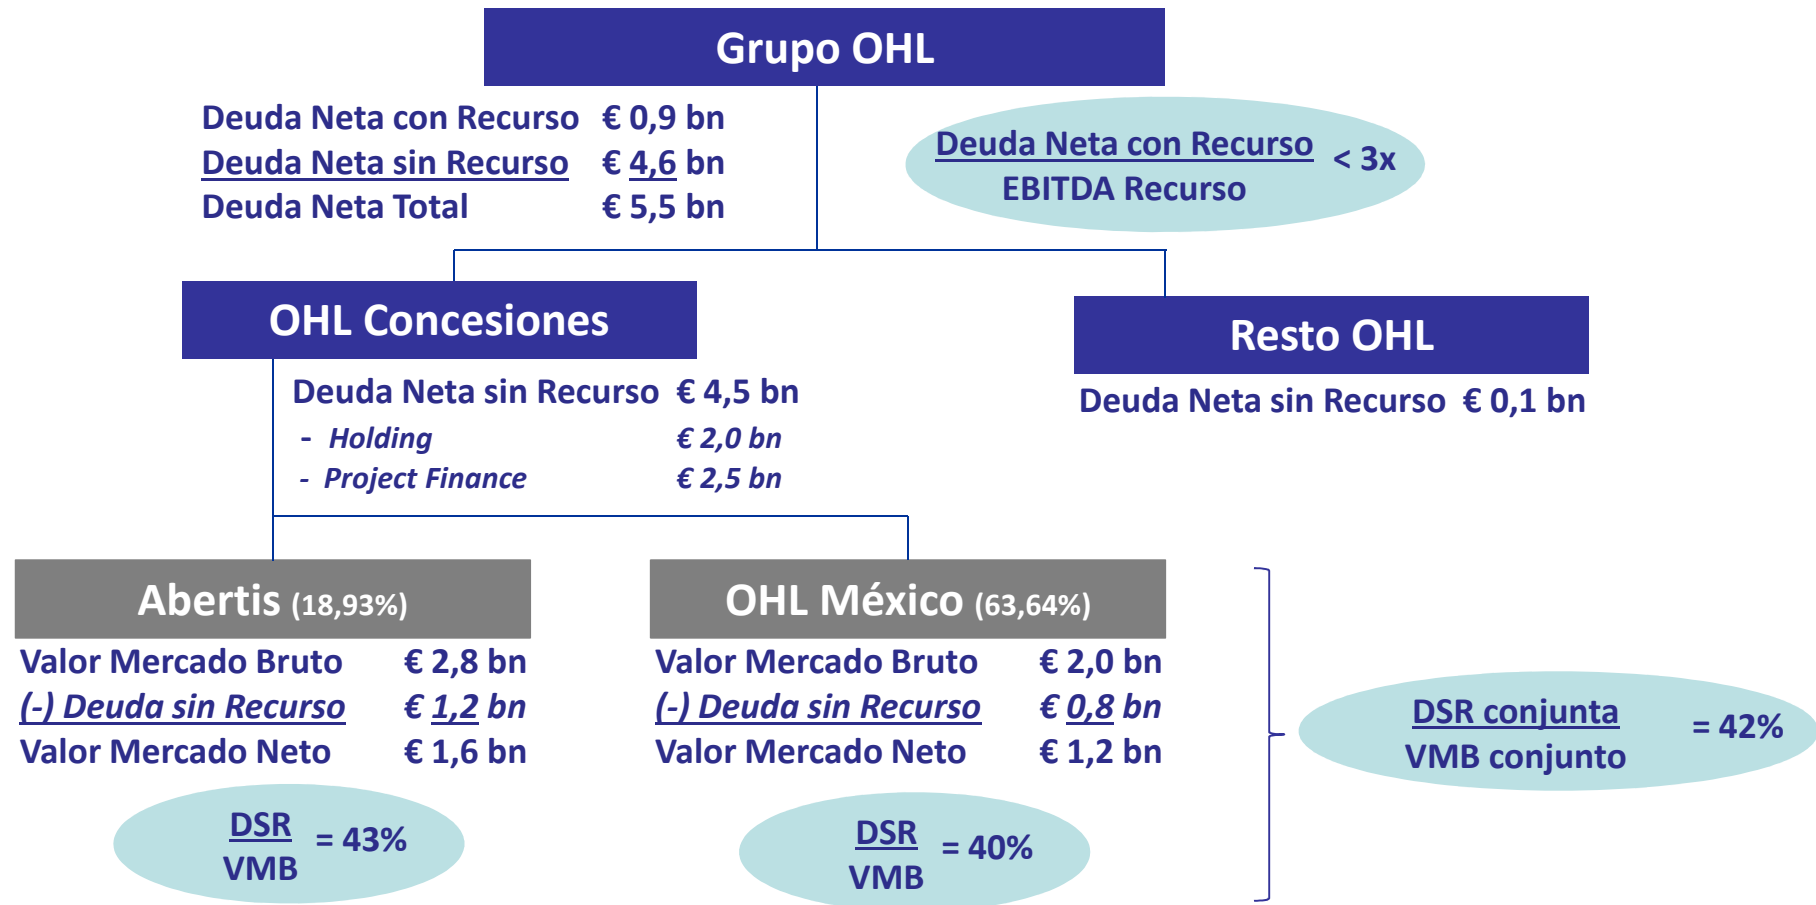 Grupo OHL
Deuda Neta con Recurso € 0,9 bn
Deuda Neta sin Recurso € 4,6 bn
Deuda Neta Total € 5,5 bn
Deuda Neta con Recurso < 3x
EBITDA Recurso
OHL Concesiones
Deuda Neta sin Recurso € 4,5 bn
- Holding € 2,0 bn
- Project Finance € 2,5 bn
Resto OHL
Deuda Neta sin Recurso € 0,1 bn
Abertis (18,93%)
Valor Mercado Bruto € 2,8 bn
(-) Deuda sin Recurso € 1,2 bn
Valor Mercado Neto € 1,6 bn
DSR = 43%
VMB
OHL México (63,64%)
Valor Mercado Bruto € 2,0 bn
(-) Deuda sin Recurso € 0,8 bn
Valor Mercado Neto € 1,2 bn
DSR = 40%
VMB
DSR conjunta = 42%
VMB conjunto